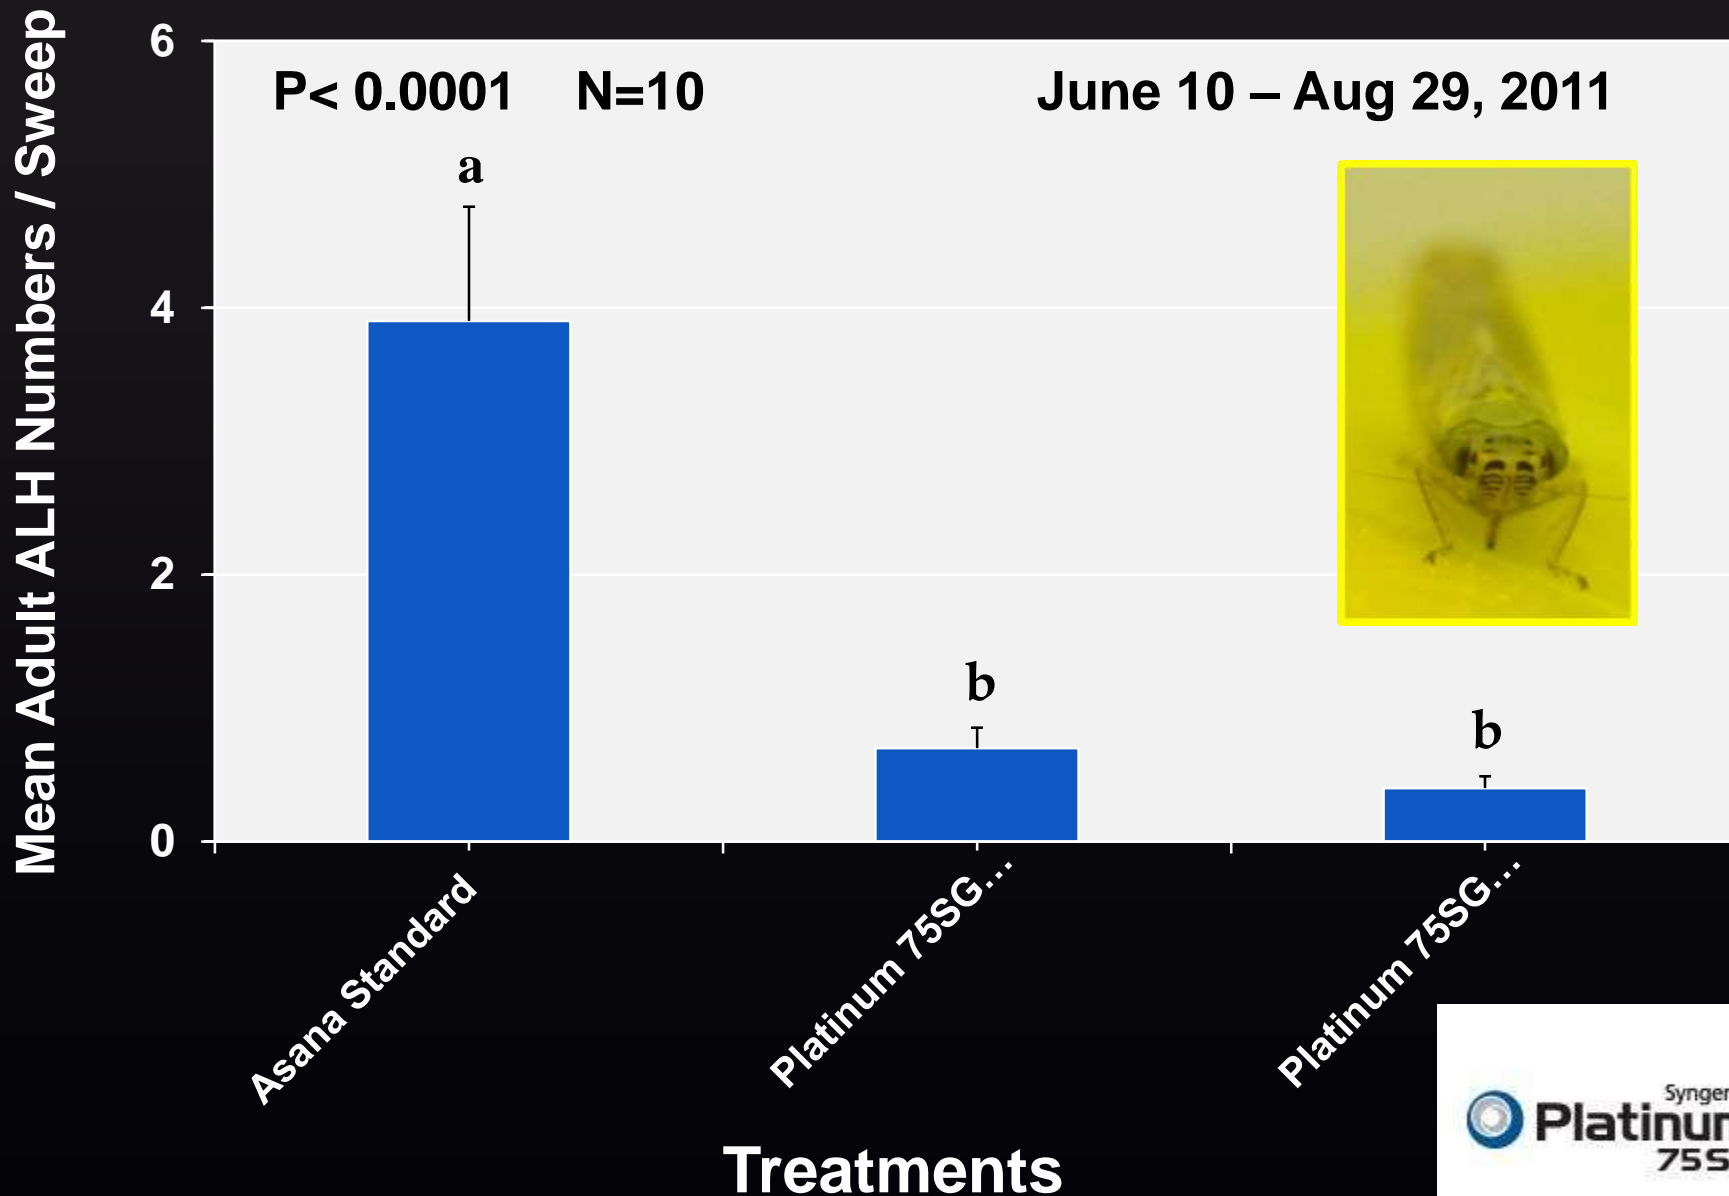 Mean Adult ALH Numbers / Sweep
6
4
2
0
P< 0.0001 N=10
June 10 – Aug 29, 2011
a
b
b
Asana Standard
Platinum 75SG...
Platinum 75SG...
Treatments